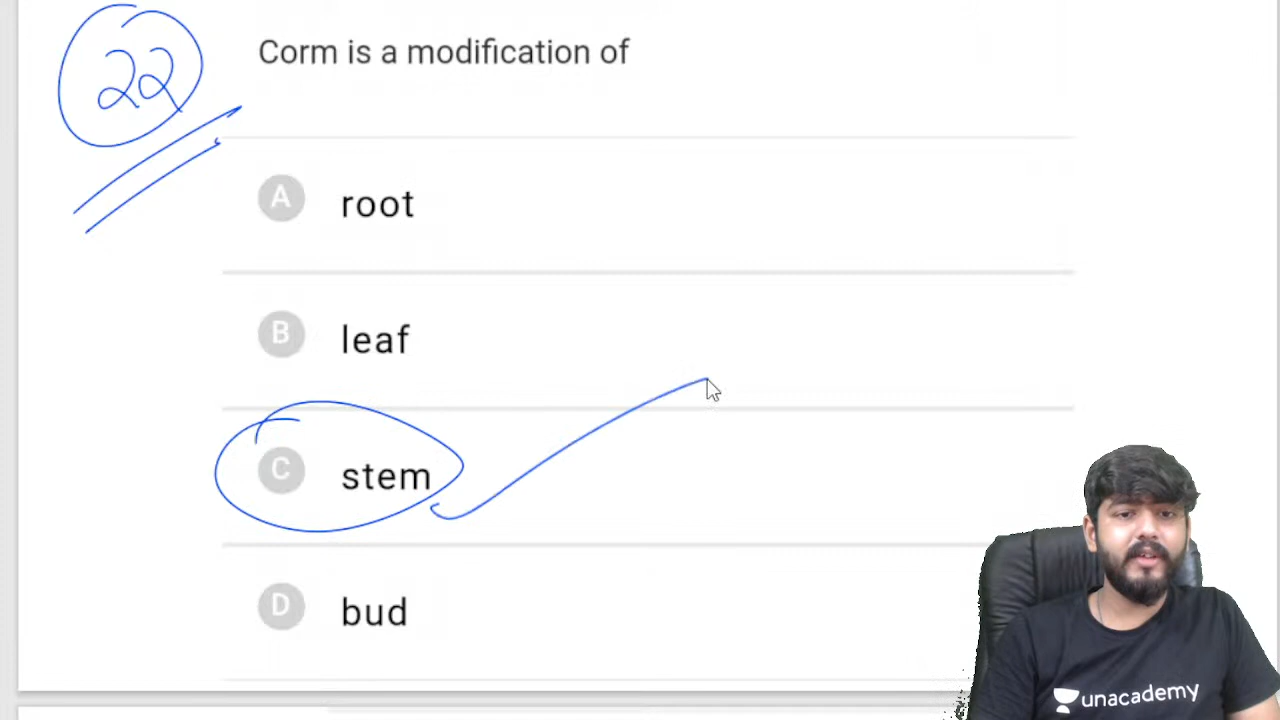 22
Corm is a modification of
A root
B leaf
C stem
D bud
unacademy